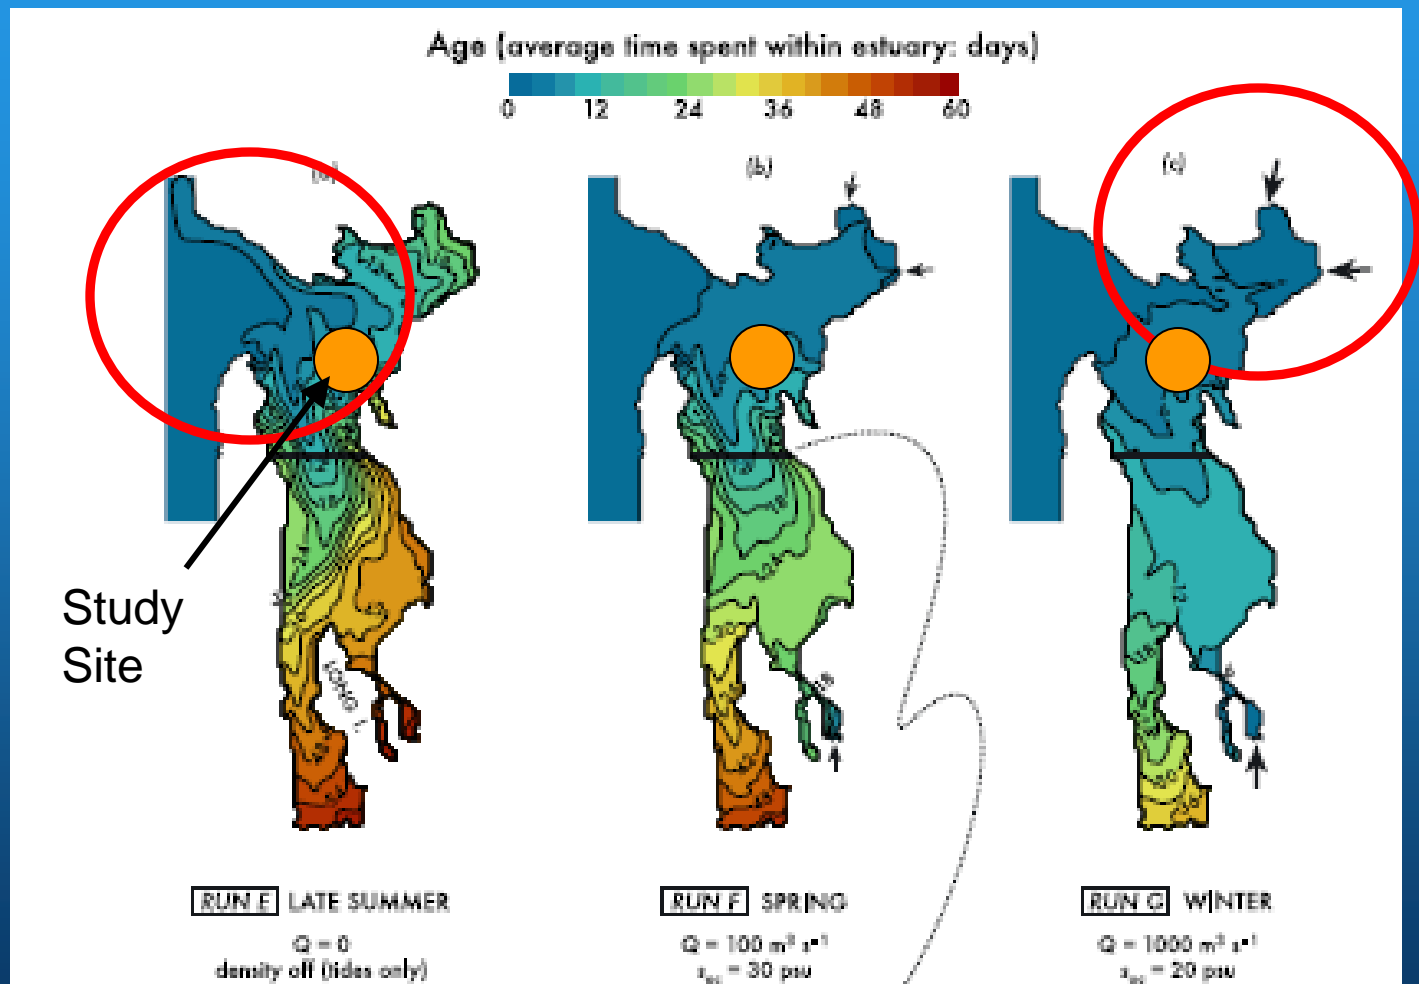 Age (average time spent within estuary: days)
0 12 24 36 48 60
(b)
(c)
Study
Site
LONG I.
RUN E LATE SUMMER
Q = 0
density off (tides only)
RUN F SPRING
Q = 100 m³ s⁻¹
= 30 psu
RUN G WINTER
Q = 1000 m³ s⁻¹
= 20 psu